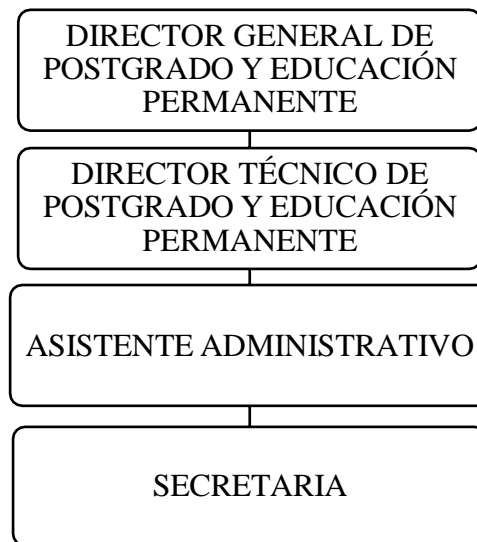 DIRECTOR GENERAL DE
POSTGRADO Y EDUCACIÓN
PERMANENTE
DIRECTOR TÉCNICO DE
POSTGRADO Y EDUCACIÓN
PERMANENTE
ASISTENTE ADMINISTRATIVO
SECRETARIA